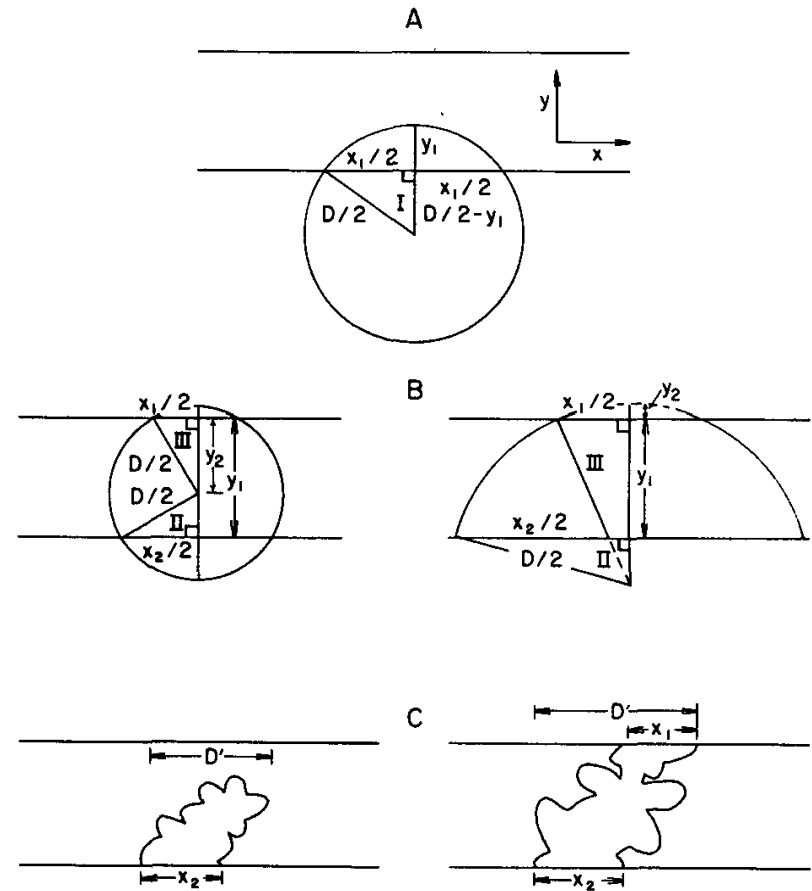 A
y
x
x₁/2
y₁
x₁/2
D/2
I
D/2-y₁
B
x₁/2
III
D/2
y₂
y₁
D/2
II
x₂/2
x₁/2
y₂
III
y₁
x₂/2
D/2
II
C
D'
x₂
D'
x₁
x₂